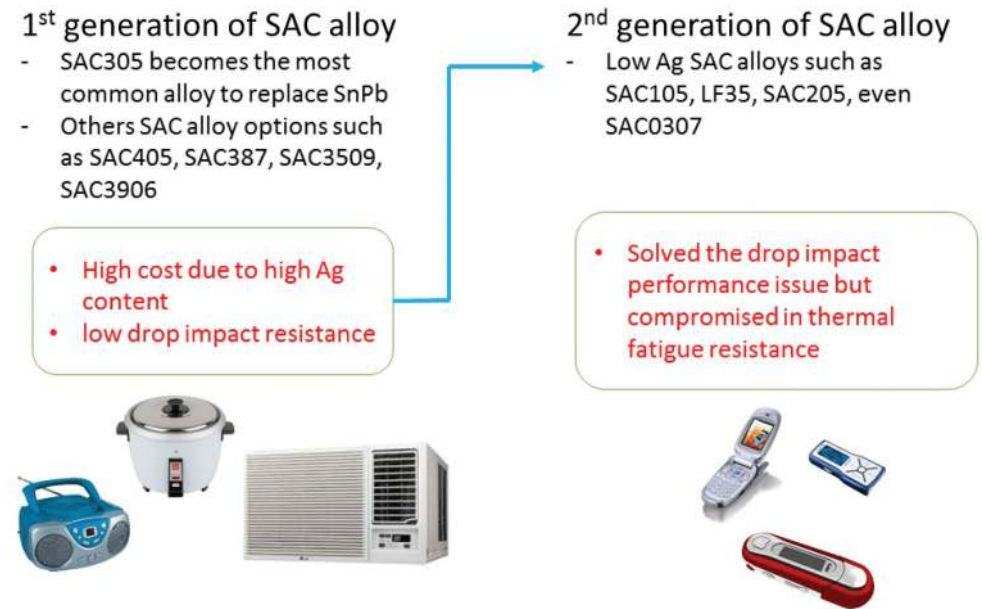 1st generation of SAC alloy
- SAC305 becomes the most
common alloy to replace SnPb
- Others SAC alloy options such
as SAC405, SAC387, SAC3509,
SAC3906
• High cost due to high Ag
content
• low drop impact resistance
2nd generation of SAC alloy
- Low Ag SAC alloys such as
SAC105, LF35, SAC205, even
SAC0307
• Solved the drop impact
performance issue but
compromised in thermal
fatigue resistance